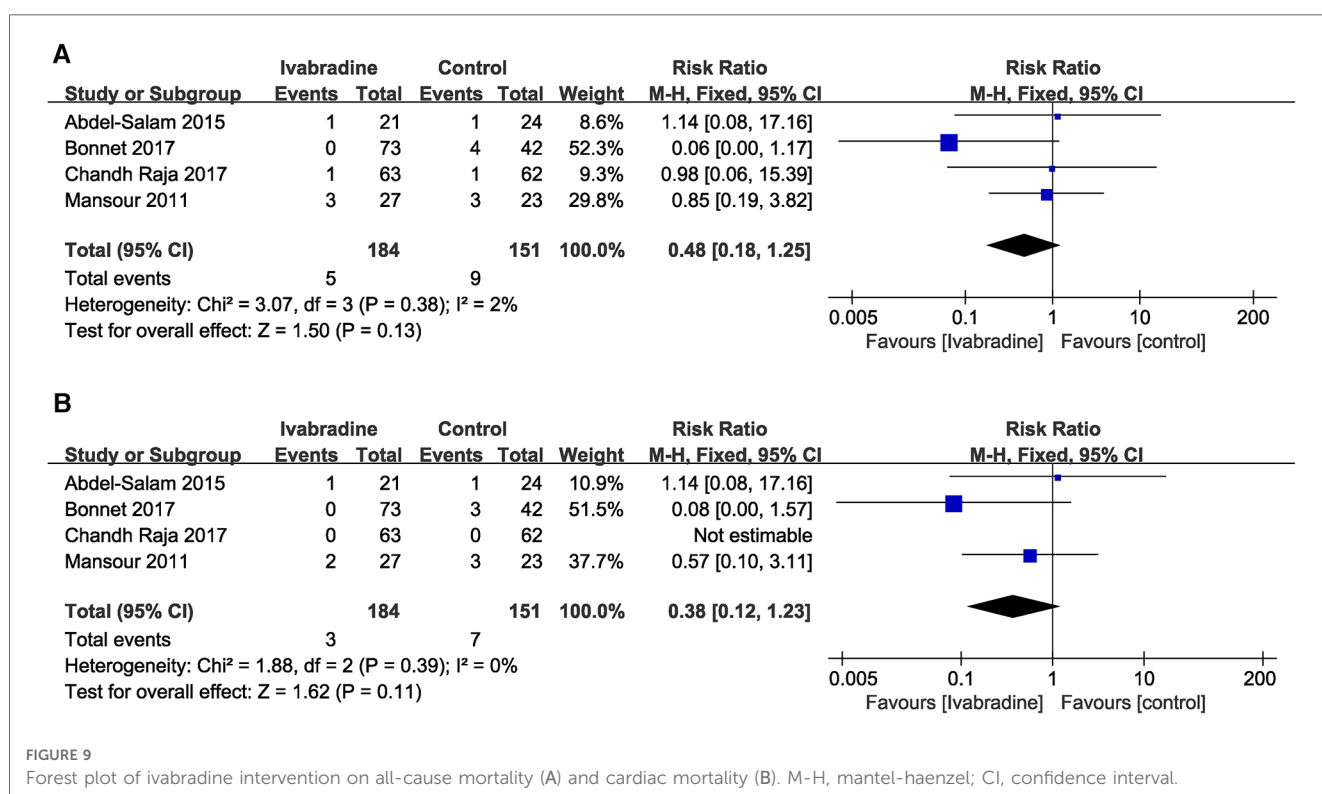 A
Ivabradine Control Risk Ratio Risk Ratio
Study or Subgroup Events Total Events Total Weight M-H, Fixed, 95% CI M-H, Fixed, 95% CI
Abdel-Salam 2015 1 21 1 24 8.6% 1.14 [0.08, 17.16]
Bonnet 2017 0 73 4 42 52.3% 0.06 [0.00, 1.17]
Chandh Raja 2017 1 63 1 62 9.3% 0.98 [0.06, 15.39]
Mansour 2011 3 27 3 23 29.8% 0.85 [0.19, 3.82]
Total (95% CI) 184 151 100.0% 0.48 [0.18, 1.25]
Total events 5 9
Heterogeneity: Chi² = 3.07, df = 3 (P = 0.38); I² = 2%
Test for overall effect: Z = 1.50 (P = 0.13)
0.005 0.1 1 10 200
Favours [Ivabradine] Favours [control]
B
Ivabradine Control Risk Ratio Risk Ratio
Study or Subgroup Events Total Events Total Weight M-H, Fixed, 95% CI M-H, Fixed, 95% CI
Abdel-Salam 2015 1 21 1 24 10.9% 1.14 [0.08, 17.16]
Bonnet 2017 0 73 3 42 51.5% 0.08 [0.00, 1.57]
Chandh Raja 2017 0 63 0 62 Not estimable
Mansour 2011 2 27 3 23 37.7% 0.57 [0.10, 3.11]
Total (95% CI) 184 151 100.0% 0.38 [0.12, 1.23]
Total events 3 7
Heterogeneity: Chi² = 1.88, df = 2 (P = 0.39); I² = 0%
Test for overall effect: Z = 1.62 (P = 0.11)
0.005 0.1 1 10 200
Favours [Ivabradine] Favours [control]
FIGURE 9
Forest plot of ivabradine intervention on all-cause mortality (A) and cardiac mortality (B). M-H, mantel-haenzel; CI, confidence interval.